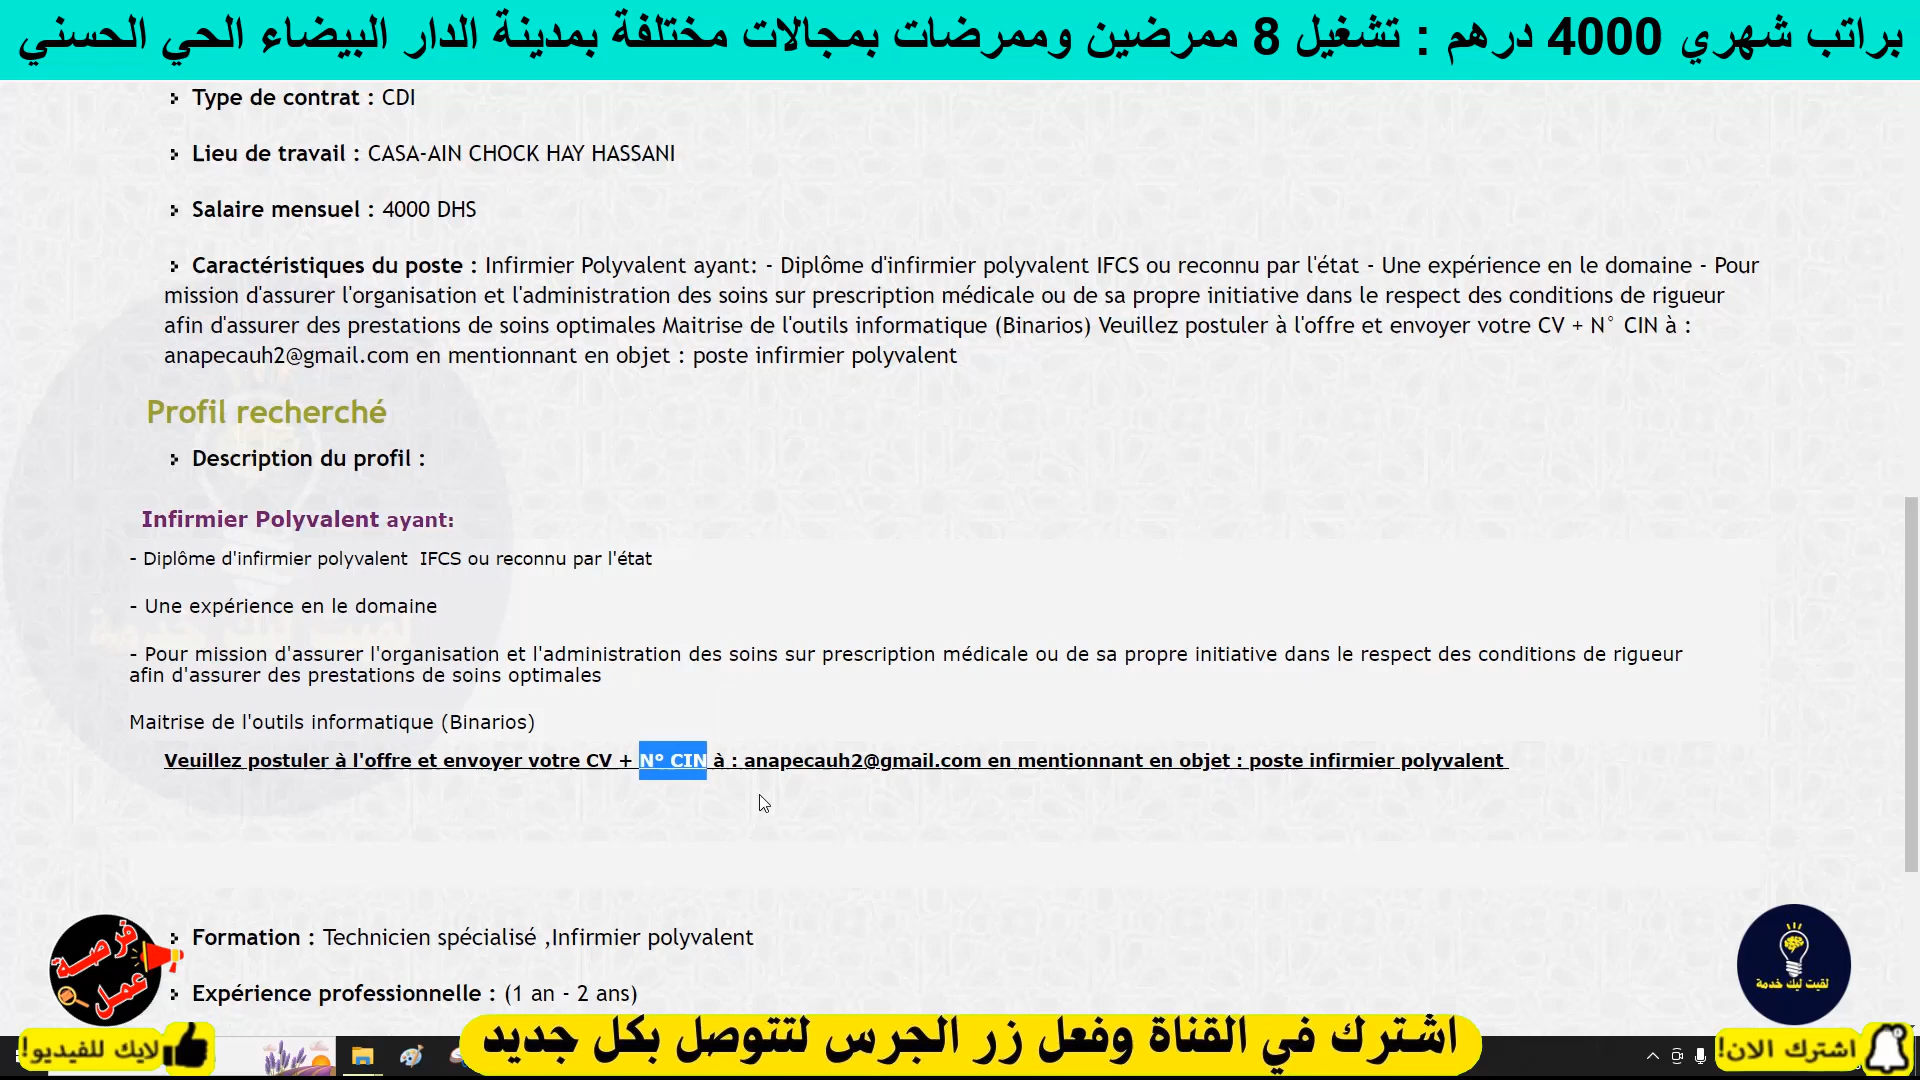 براتب شهري 4000 درهم : تشغيل 8 ممرضين وممرضات بمجالات مختلفة بمدينة الدار البيضاء الحي الحسني
Type de contrat : CDI
Lieu de travail : CASA-AIN CHOCK HAY HASSANI
Salaire mensuel : 4000 DHS
Caractéristiques du poste : Infirmier Polyvalent ayant: - Diplôme d'infirmier polyvalent IFCS ou reconnu par l'état - Une expérience en le domaine - Pour
mission d'assurer l'organisation et l'administration des soins sur prescription médicale ou de sa propre initiative dans le respect des conditions de rigueur
afin d'assurer des prestations de soins optimales Maitrise de l'outils informatique (Binarios) Veuillez postuler à l'offre et envoyer votre CV + N° CIN à :
anapecauh2@gmail.com en mentionnant en objet : poste infirmier polyvalent
Profil recherché
Description du profil :
Infirmier Polyvalent ayant:
- Diplôme d'infirmier polyvalent IFCS ou reconnu par l'état
- Une expérience en le domaine
- Pour mission d'assurer l'organisation et l'administration des soins sur prescription médicale ou de sa propre initiative dans le respect des conditions de rigueur
afin d'assurer des prestations de soins optimales
لقيت ليك خدمة
Maitrise de l'outils informatique (Binarios)
Veuillez postuler à l'offre et envoyer votre CV + N° CIN à : anapecauh2@gmail.com en mentionnant en objet : poste infirmier polyvalent
Formation : Technicien spécialisé ,Infirmier polyvalent
Expérience professionnelle : (1 an - 2 ans)
فرصة
عمل
لقيت ليك خدمة
لايك للفيديو!
اشترك في القناة وفعل زر الجرس لتتوصل بكل جديد
اشترك الان!